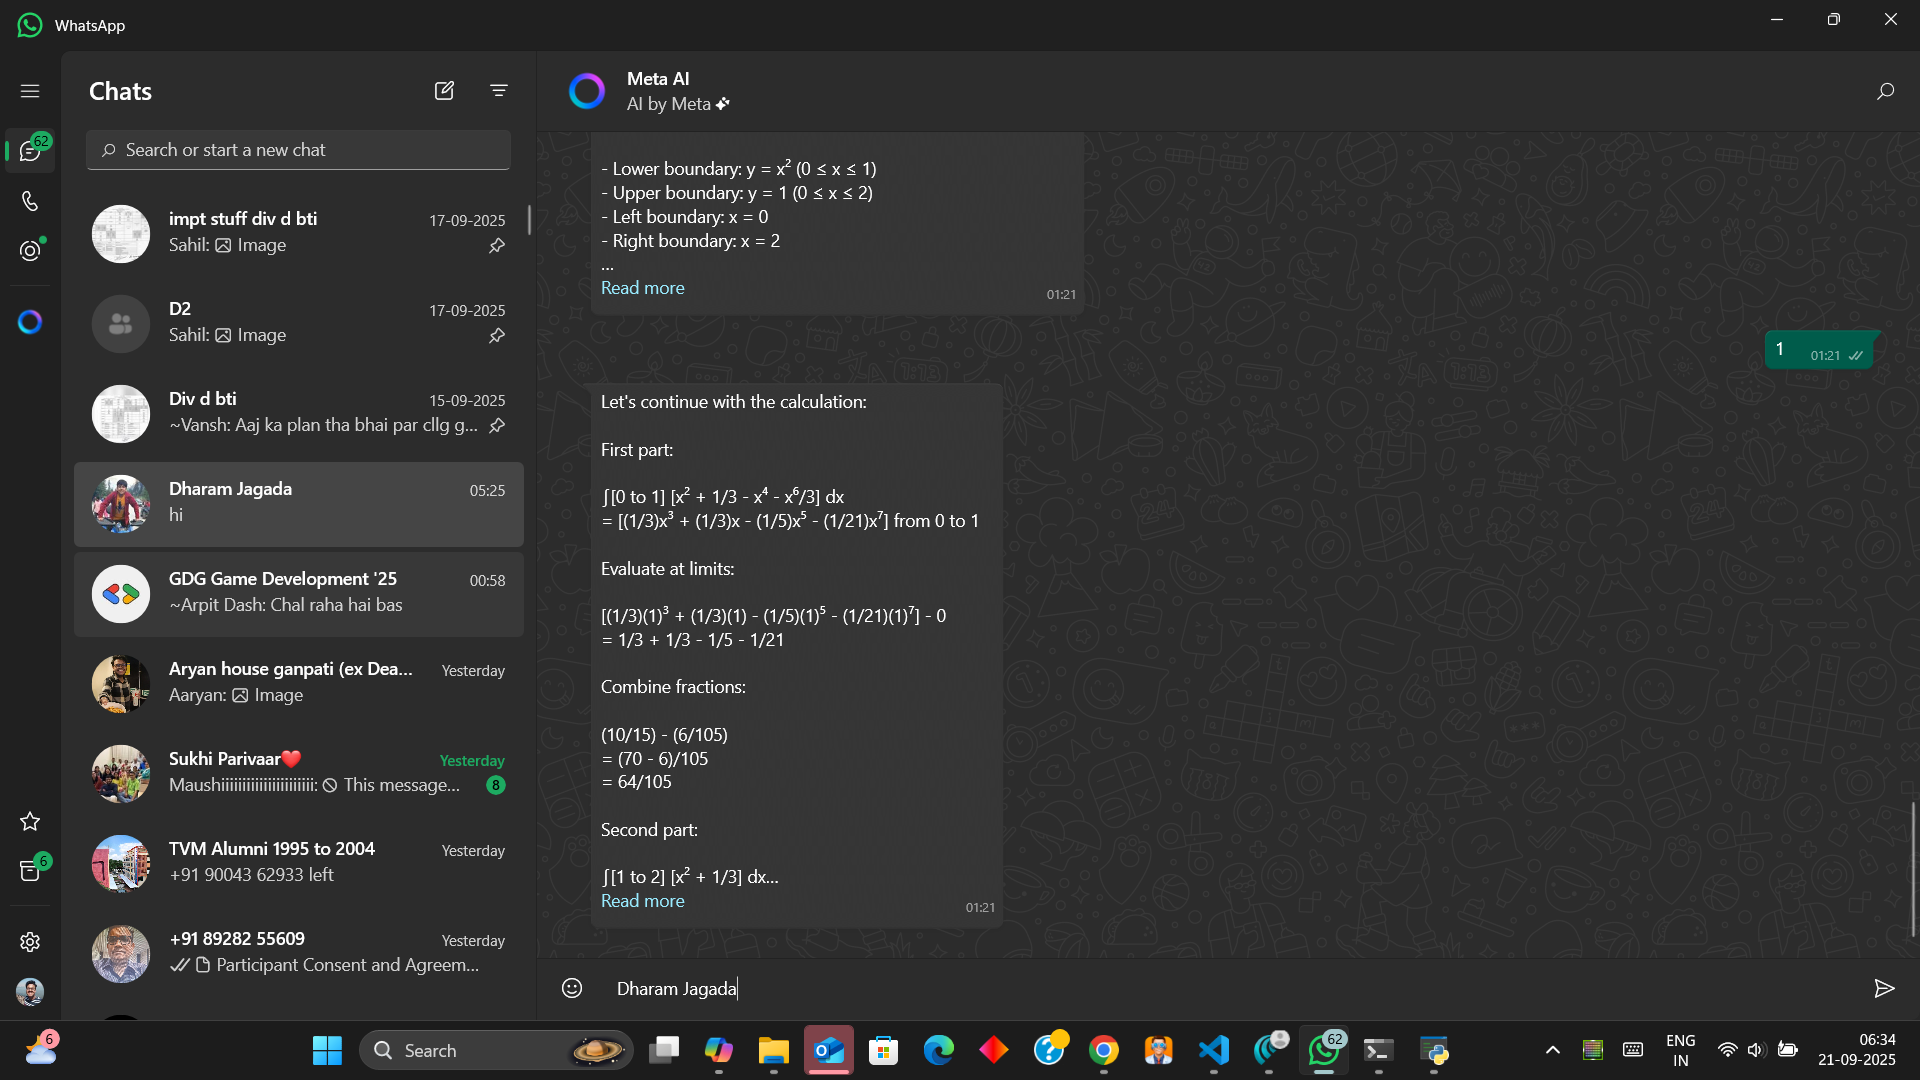 WhatsApp
Chats
62
Search or start a new chat
impt stuff div d bti
17-09-2025
Sahil: Image
D2
17-09-2025
Sahil: Image
Div d bti
15-09-2025
~Vansh: Aaj ka plan tha bhai par cllg g...
Dharam Jagada
05:25
hi
GDG Game Development '25
00:58
~Arpit Dash: Chal raha hai bas
Aryan house ganpati (ex Dea...
Yesterday
Aaryan: Image
Sukhi Parivaar❤️
Yesterday
Maushiiiiiiiiiiiiiiiiiiiiii: This message...
8
TVM Alumni 1995 to 2004
Yesterday
+91 90043 62933 left
6
+91 89282 55609
Yesterday
Participant Consent and Agreem...
Meta AI
AI by Meta
- Lower boundary: y = x² (0 ≤ x ≤ 1)
- Upper boundary: y = 1 (0 ≤ x ≤ 2)
- Left boundary: x = 0
- Right boundary: x = 2
...
Read more
01:21
1
01:21
Let's continue with the calculation:
First part:
∫[0 to 1] [x² + 1/3 - x⁴ - x⁶/3] dx
= [(1/3)x³ + (1/3)x - (1/5)x⁵ - (1/21)x⁷] from 0 to 1
Evaluate at limits:
[(1/3)(1)³ + (1/3)(1) - (1/5)(1)⁵ - (1/21)(1)⁷] - 0
= 1/3 + 1/3 - 1/5 - 1/21
Combine fractions:
(10/15) - (6/105)
= (70 - 6)/105
= 64/105
Second part:
∫[1 to 2] [x² + 1/3] dx...
Read more
01:21
Dharam Jagada
6
Search
62
ENG
IN
06:34
21-09-2025